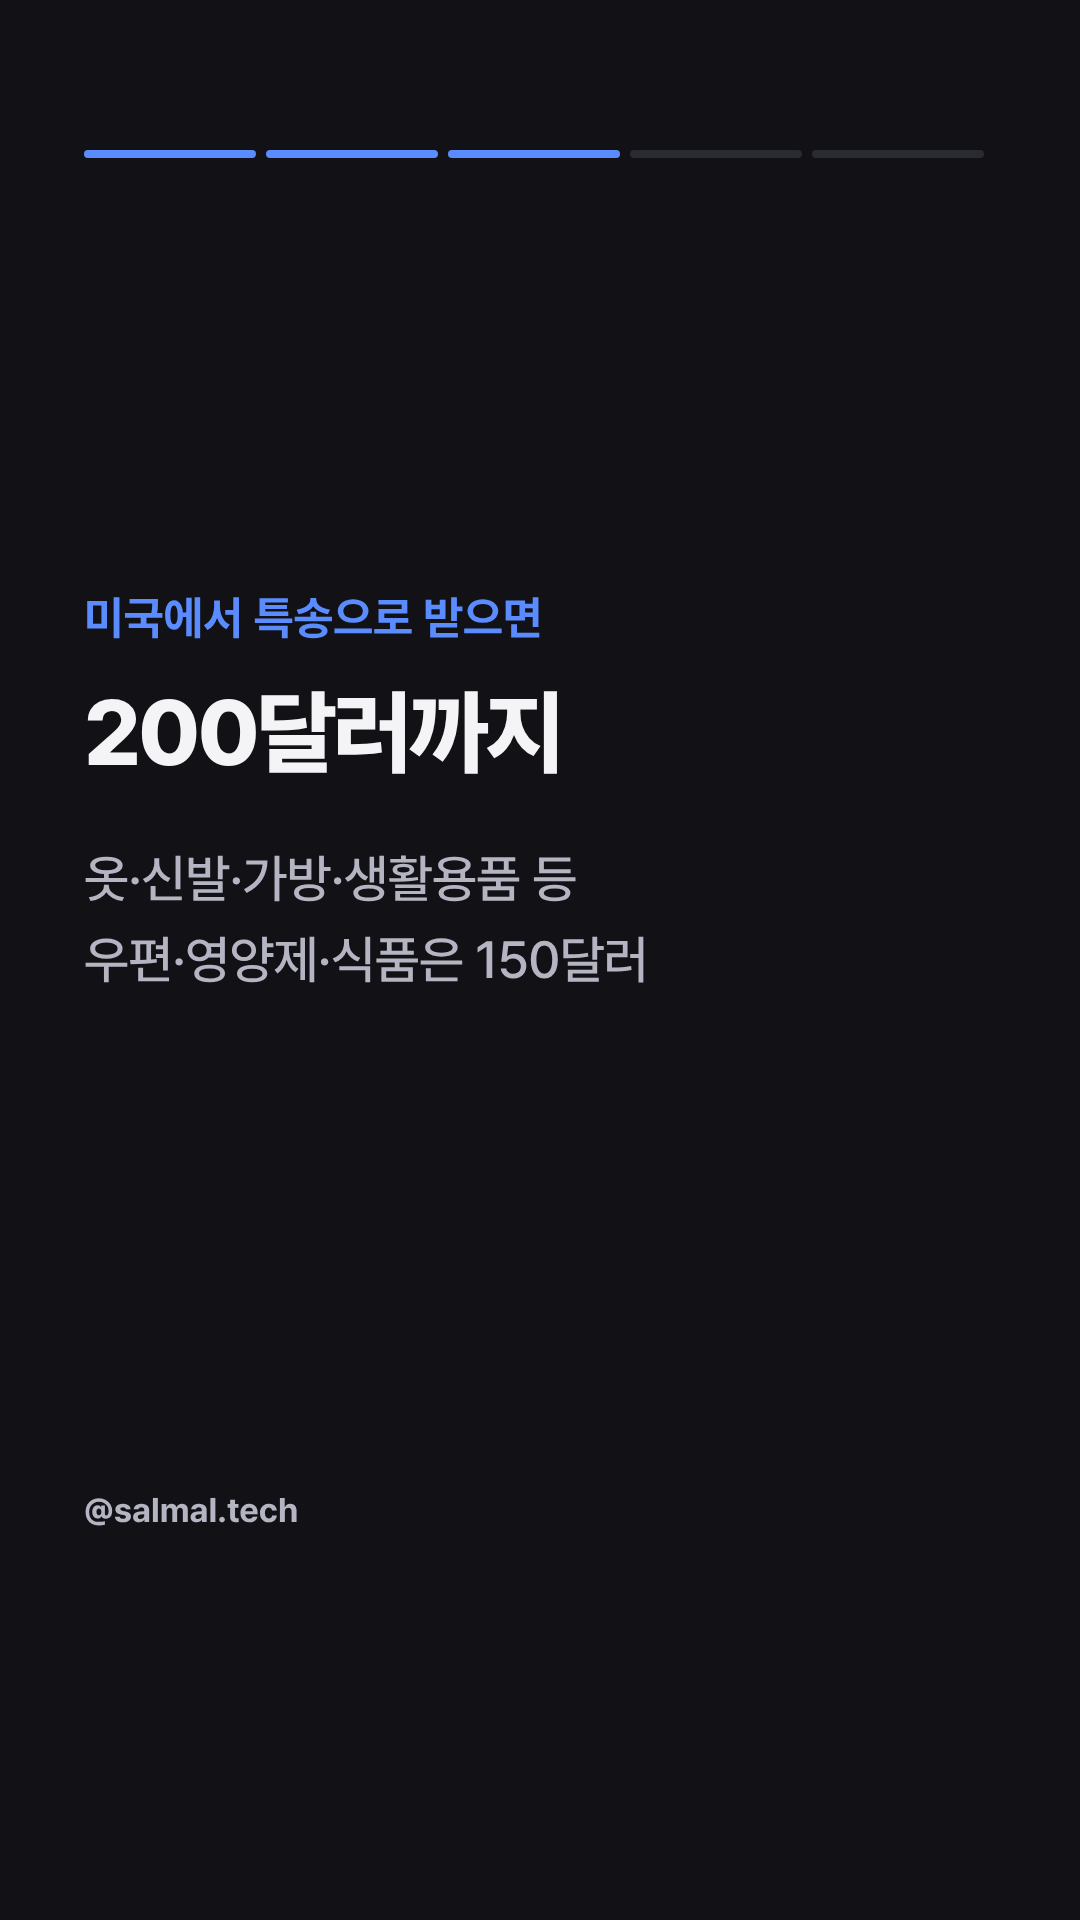 미국에서 특송으로 받으면
200달러까지
옷·신발·가방·생활용품 등
우편·영양제·식품은 150달러
@salmal.tech